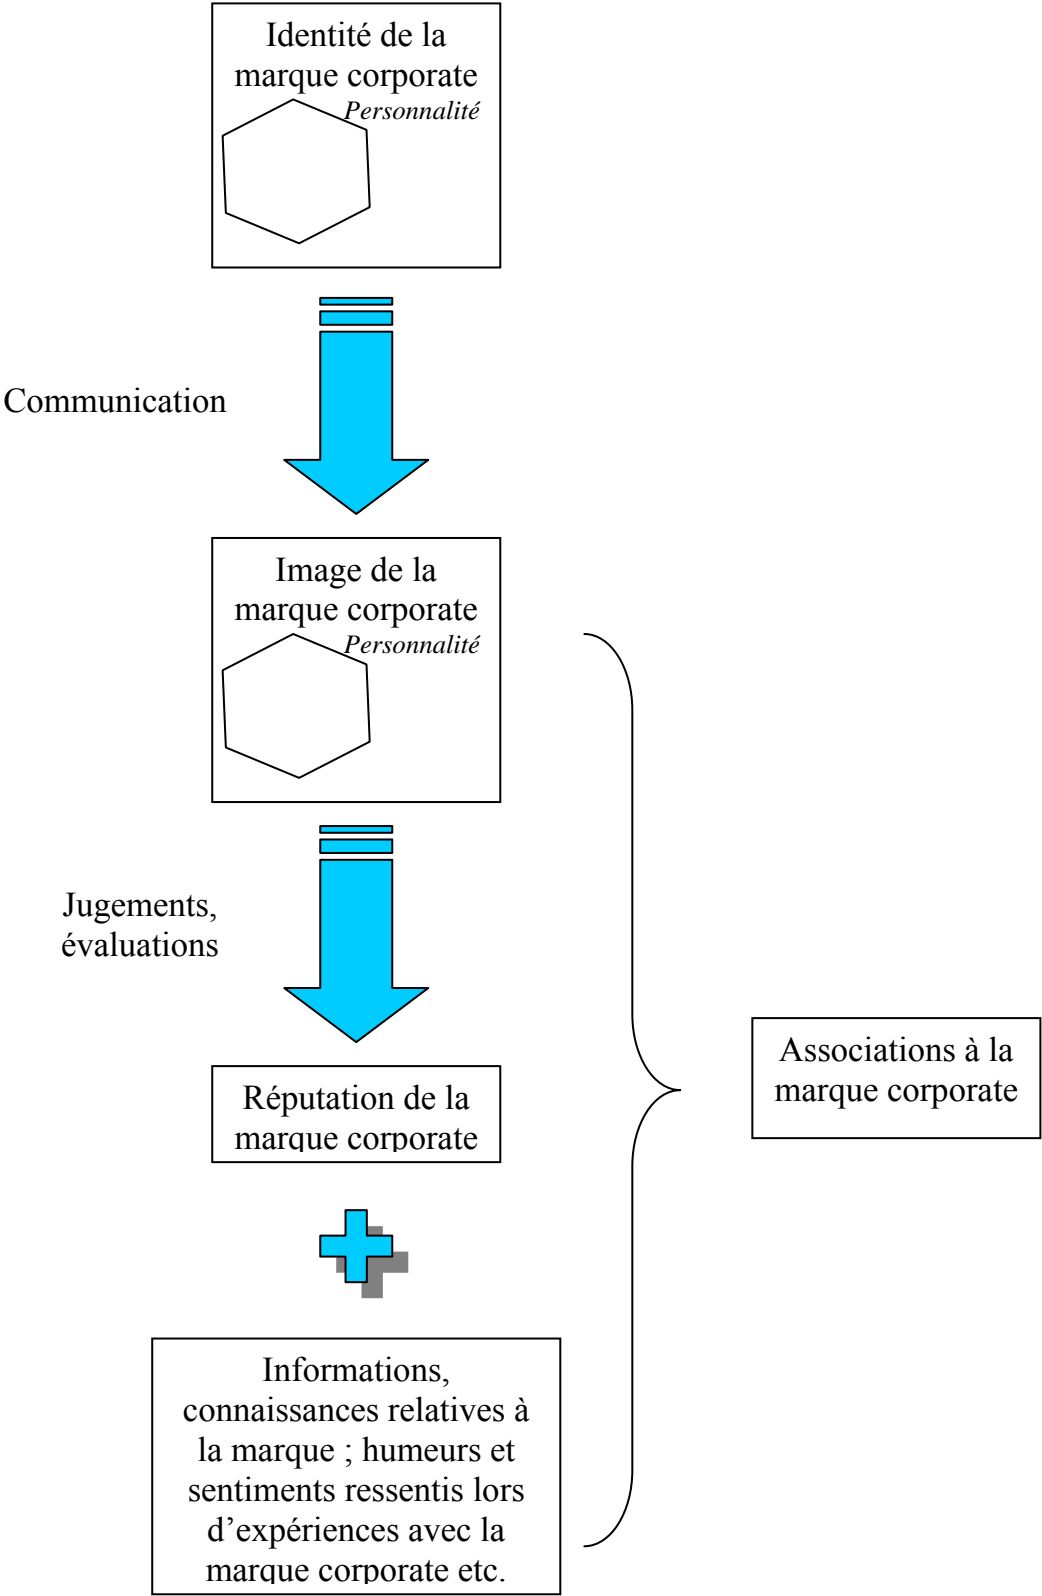 Identité de la
marque corporate
Personnalité
Communication
Image de la
marque corporate
Personnalité
Jugements,
évaluations
Réputation de la
marque corporate
Associations à la
marque corporate
Informations,
connaissances relatives à
la marque ; humeurs et
sentiments ressentis lors
d’expériences avec la
marque corporate etc.